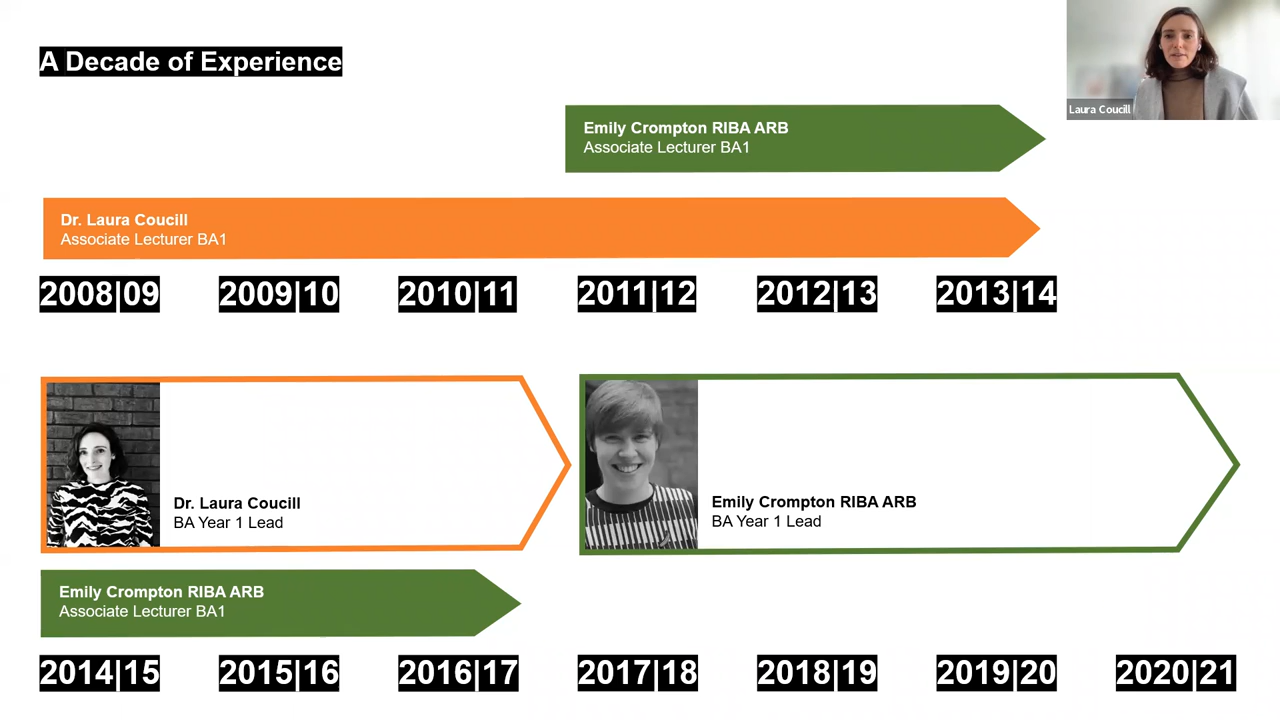 A Decade of Experience
Laura Coucill
Emily Crompton RIBA ARB
Associate Lecturer BA1
Dr. Laura Coucill
Associate Lecturer BA1
2008|09 2009|10 2010|11 2011|12 2012|13 2013|14
Dr. Laura Coucill
BA Year 1 Lead
Emily Crompton RIBA ARB
BA Year 1 Lead
Emily Crompton RIBA ARB
Associate Lecturer BA1
2014|15 2015|16 2016|17 2017|18 2018|19 2019|20 2020|21